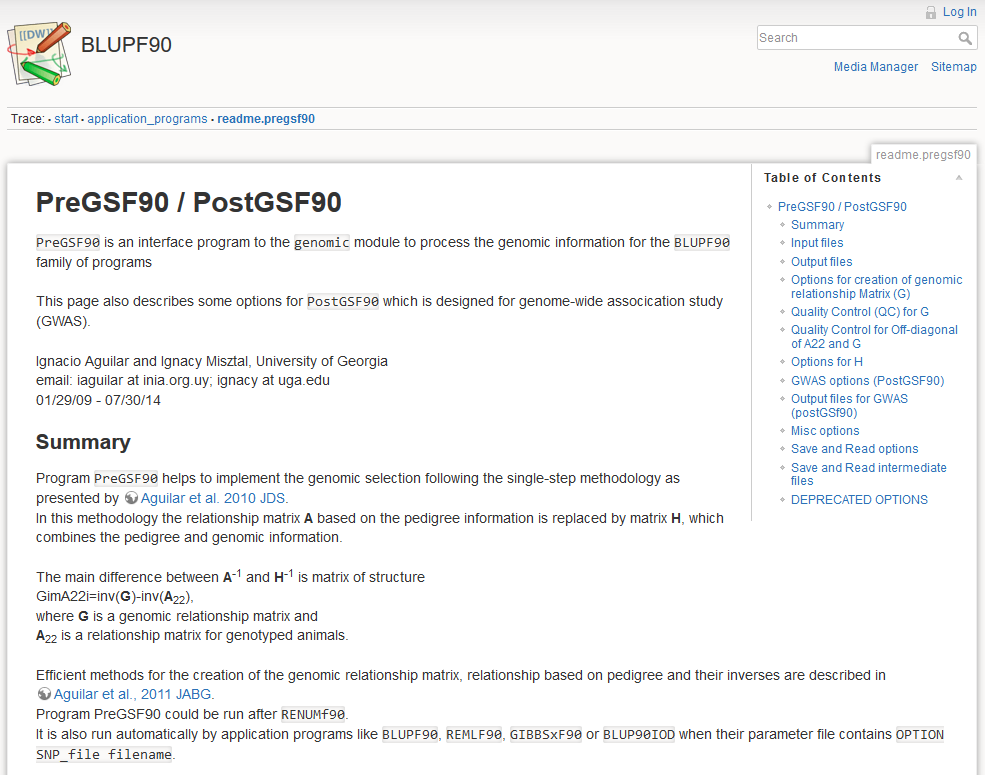 Log In
[[DW]]
BLUPF90
Search
Media Manager Sitemap
Trace: • start • application_programs • readme.pregsf90
readme.pregsf90
PreGSF90 / PostGSF90
PreGSF90 is an interface program to the genomic module to process the genomic information for the BLUPF90
family of programs
This page also describes some options for PostGSF90 which is designed for genome-wide assocication study
(GWAS).
Ignacio Aguilar and Ignacy Misztal, University of Georgia
email: iaguilar at inia.org.uy; ignacy at uga.edu
01/29/09 - 07/30/14
Summary
Program PreGSF90 helps to implement the genomic selection following the single-step methodology as
presented by Aguilar et al. 2010 JDS.
In this methodology the relationship matrix A based on the pedigree information is replaced by matrix H, which
combines the pedigree and genomic information.
The main difference between A-1 and H-1 is matrix of structure
GimA22i=inv(G)-inv(A22),
where G is a genomic relationship matrix and
A22 is a relationship matrix for genotyped animals.
Efficient methods for the creation of the genomic relationship matrix, relationship based on pedigree and their inverses are described in
Aguilar et al., 2011 JABG.
Program PreGSF90 could be run after RENUMf90.
It is also run automatically by application programs like BLUPF90, REMLF90, GIBBSxF90 or BLUP90IOD when their parameter file contains OPTION
SNP_file filename.
Table of Contents
PreGSF90 / PostGSF90
Summary
Input files
Output files
Options for creation of genomic
relationship Matrix (G)
Quality Control (QC) for G
Quality Control for Off-diagonal
of A22 and G
Options for H
GWAS options (PostGSF90)
Output files for GWAS
(postGSf90)
Misc options
Save and Read options
Save and Read intermediate
files
DEPRECATED OPTIONS